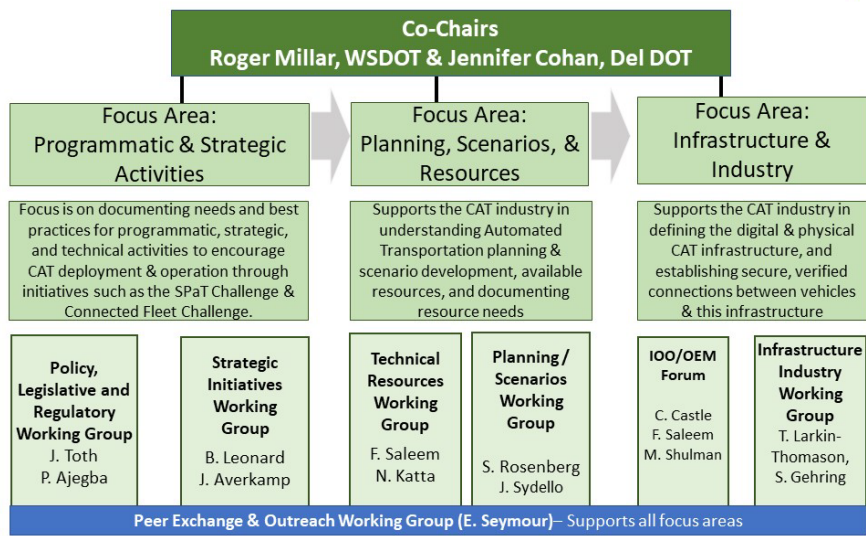 Co-Chairs
Roger Millar, WSDOT & Jennifer Cohan, Del DOT
Focus Area:
Programmatic & Strategic
Activities
Focus Area:
Planning, Scenarios, &
Resources
Focus Area:
Infrastructure &
Industry
Focus is on documenting needs and best
practices for programmatic, strategic,
and technical activities to encourage
CAT deployment & operation through
initiatives such as the SPaT Challenge &
Connected Fleet Challenge.
Supports the CAT industry in
understanding Automated
Transportation planning &
scenario development, available
resources, and documenting
resource needs
Supports the CAT industry in
defining the digital & physical
CAT infrastructure, and
establishing secure, verified
connections between vehicles
& this infrastructure
Policy,
Legislative and
Regulatory
Working Group
J. Toth
P. Ajegba
Strategic
Initiatives
Working
Group
B. Leonard
J. Averkamp
Technical
Resources
Working
Group
F. Saleem
N. Katta
Planning/
Scenarios
Working
Group
S. Rosenberg
J. Sydello
IOO/OEM
Forum
C. Castle
F. Saleem
M. Shulman
Infrastructure
Industry
Working
Group
T. Larkin-
Thomason,
S. Gehring
Peer Exchange & Outreach Working Group (E. Seymour)– Supports all focus areas